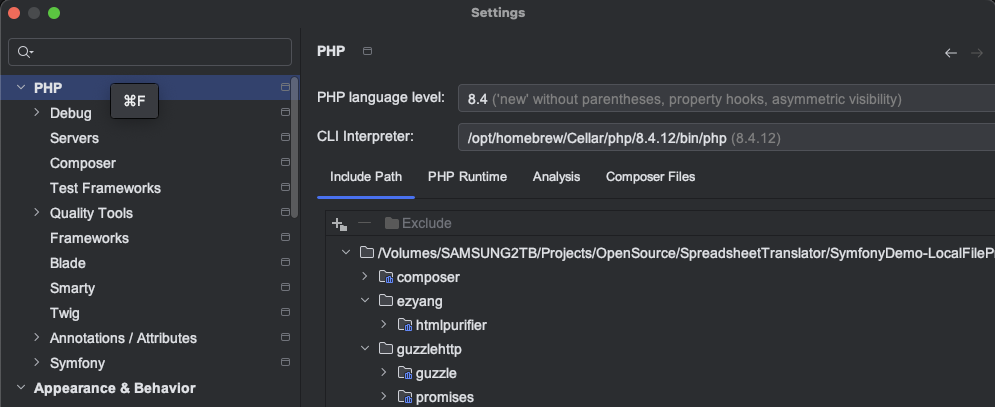 Settings
PHP
⌘F
Debug
Servers
Composer
Test Frameworks
Quality Tools
Frameworks
Blade
Smarty
Twig
Annotations / Attributes
Symfony
Appearance & Behavior
PHP
PHP language level: 8.4 ('new' without parentheses, property hooks, asymmetric visibility)
CLI Interpreter: /opt/homebrew/Cellar/php/8.4.12/bin/php (8.4.12)
Include Path PHP Runtime Analysis Composer Files
Exclude
/Volumes/SAMSUNG2TB/Projects/OpenSource/SpreadsheetTranslator/SymfonyDemo-LocalFilePr
composer
ezyang
htmlpurifier
guzzlehttp
guzzle
promises